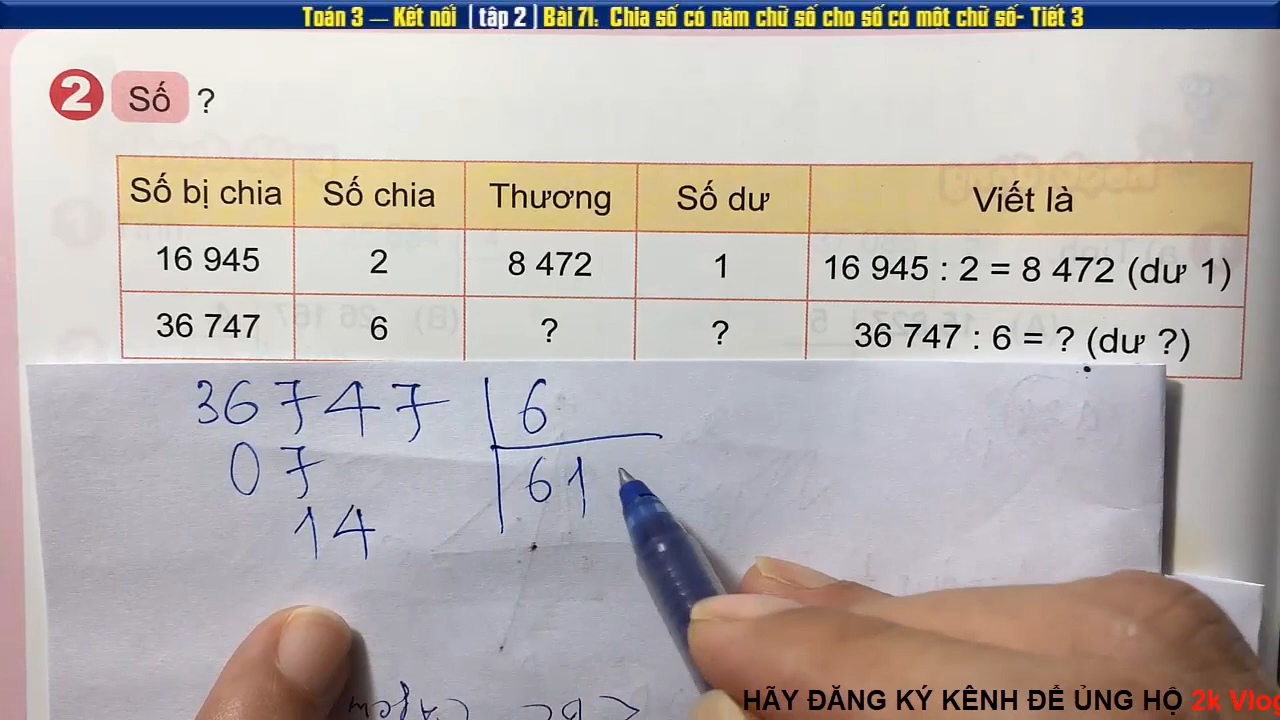 Toán 3 – Kết nối [ tập 2 ] Bài 71: Chia số có năm chữ số cho số có một chữ số- Tiết 3
2 Số ?
Số bị chia Số chia Thương Số dư Viết là
16 945 2 8 472 1 16 945 : 2 = 8 472 (dư 1)
36 747 6 ? ? 36 747 : 6 = ? (dư ?)
36747 6
07 61
14
HÃY ĐĂNG KÝ KÊNH ĐỂ ỦNG HỘ 2k Vlog